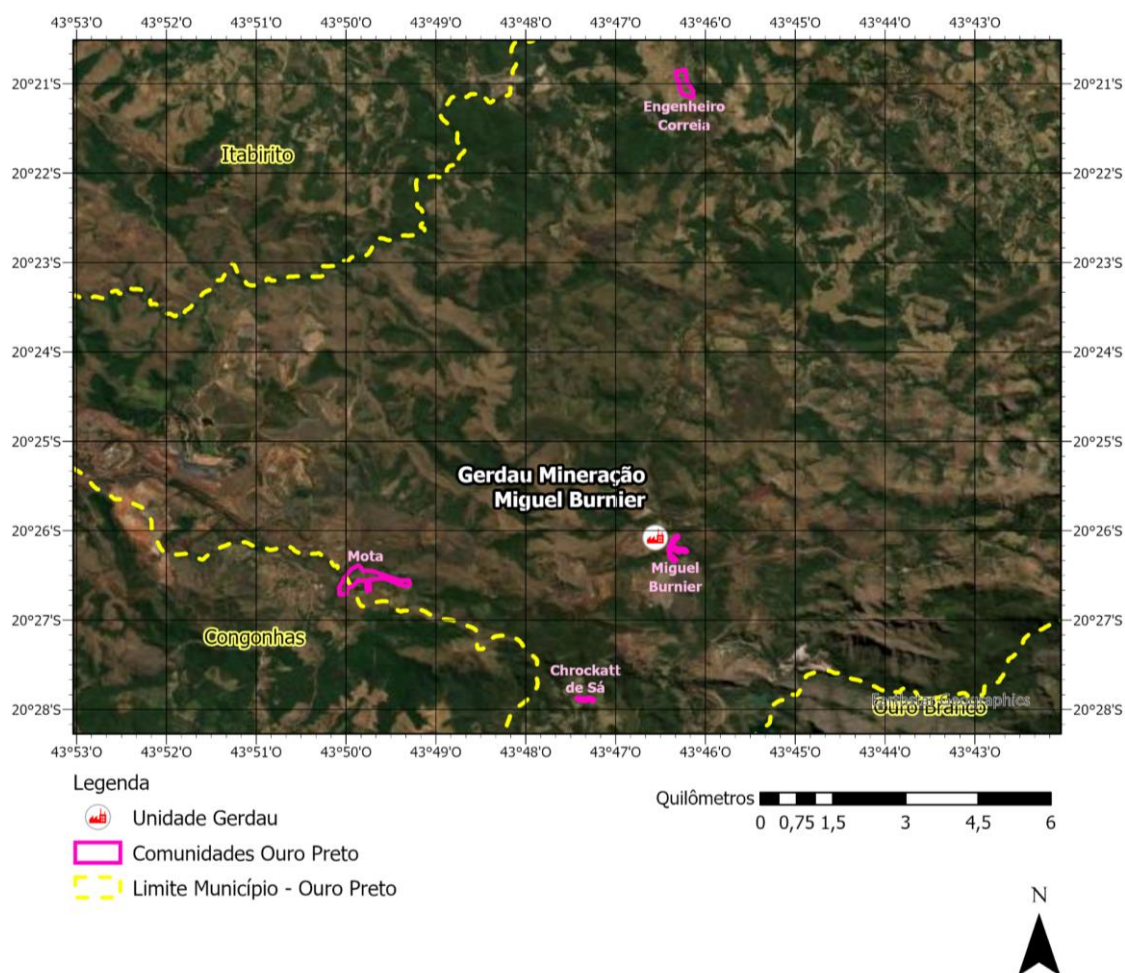 43°53'O 43°52'O 43°51'O 43°50'O 43°49'O 43°48'O 43°47'O 43°46'O 43°45'O 43°44'O 43°43'O
20°21'S 20°21'S
Engenheiro
Correia
Itabirito
20°22'S 20°22'S
20°23'S 20°23'S
20°24'S 20°24'S
20°25'S 20°25'S
Gerdau Mineração
Miguel Burnier
20°26'S 20°26'S
Mota
Miguel
Burnier
20°27'S 20°27'S
Congonhas
Chrockatt
de Sá
Earthstar Geographics
Ouro Branco
20°28'S 20°28'S
43°53'O 43°52'O 43°51'O 43°50'O 43°49'O 43°48'O 43°47'O 43°46'O 43°45'O 43°44'O 43°43'O
Legenda
Unidade Gerdau
Comunidades Ouro Preto
Limite Município - Ouro Preto
Quilômetros
0 0,75 1,5 3 4,5 6
N